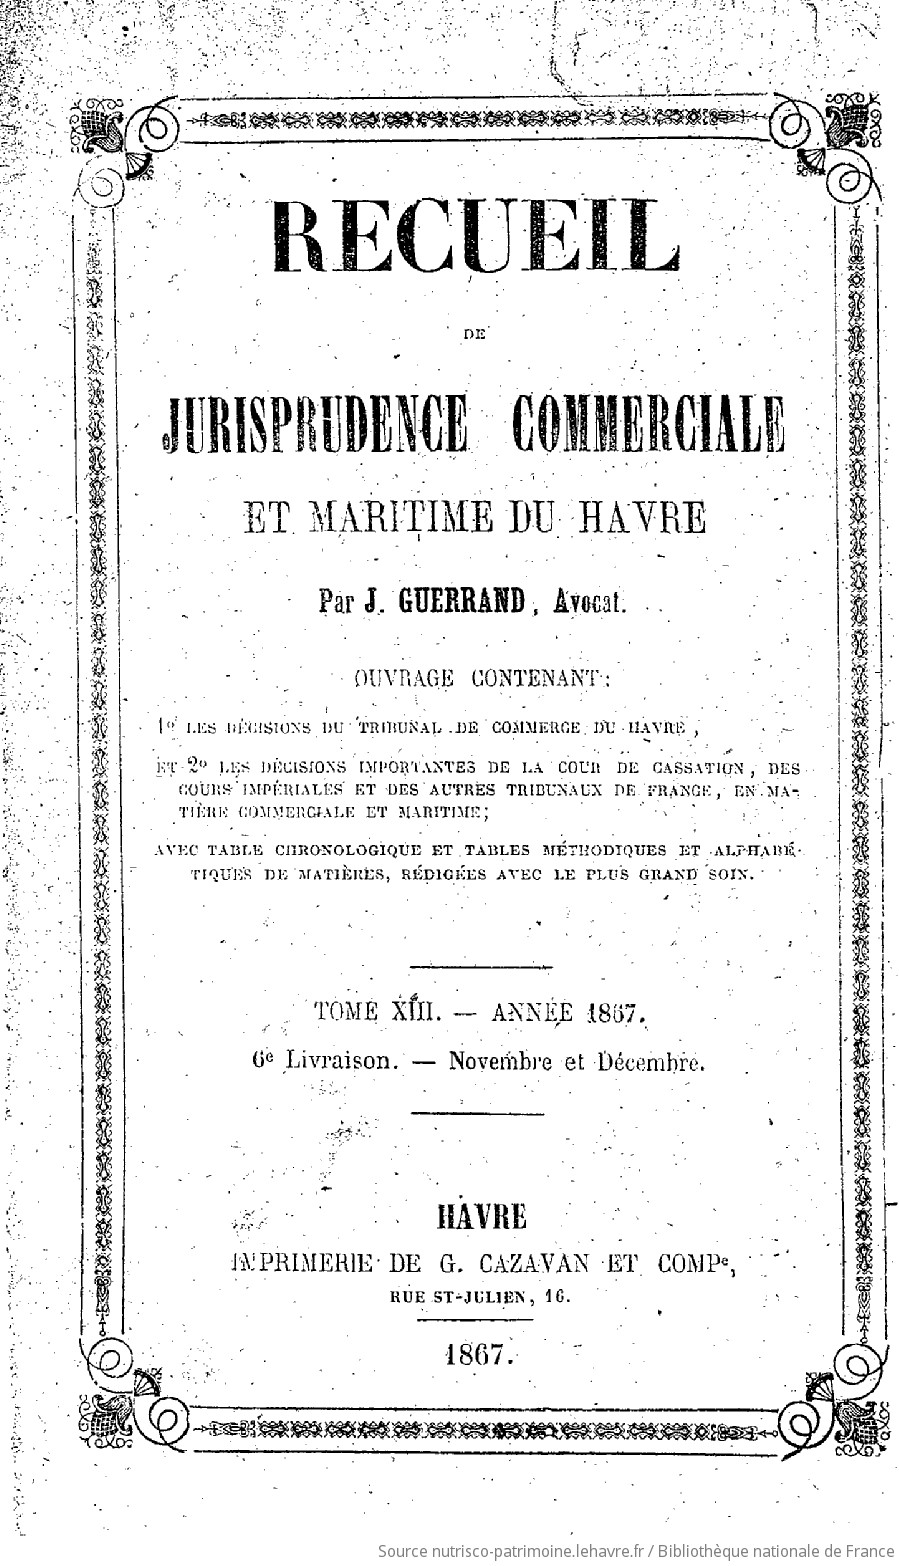 RECUEIL
DE
JURISPRUDENCE COMMERCIALE
ET MARITIME DU HAVRE
Par J. GUERRAND, Avocat.
OUVRAGE CONTENANT:
1º LES DÉCISIONS DU TRIBUNAL DE COMMERCE DU HAVRE,
ET 2º LES DÉCISIONS IMPORTANTES DE LA COUR DE CASSATION, DES
COURS IMPÉRIALES ET DES AUTRES TRIBUNAUX DE FRANCE, EN MA-
TIÈRE COMMERCIALE ET MARITIME;
AVEC TABLE CHRONOLOGIQUE ET TABLES MÉTHODIQUES ET ALPHABÉ-
TIQUES DE MATIÈRES, RÉDIGÉES AVEC LE PLUS GRAND SOIN.
TOME XIII. — ANNÉE 1867.
6e Livraison. — Novembre et Décembre.
HAVRE
IMPRIMERIE DE G. CAZAVAN ET COMPe,
RUE ST-JULIEN, 16.
1867.
Source nutrisco-patrimoine.lehavre.fr / Bibliothèque nationale de France